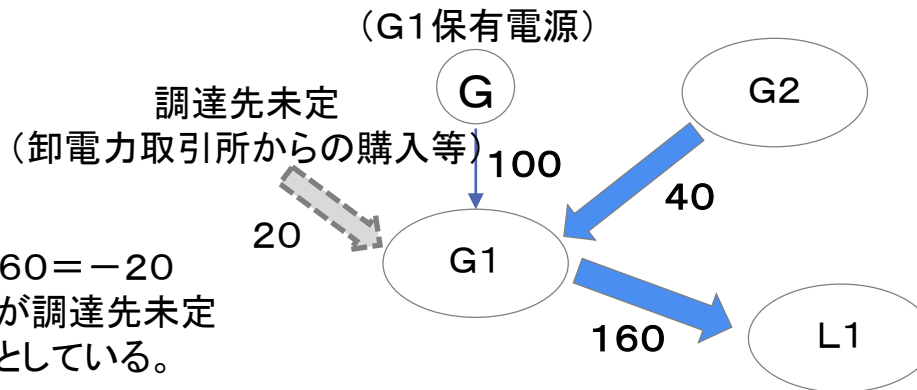 （G1保有電源）
G
G2
調達先未定
（卸電力取引所からの購入等）
100
40
20
G1
60＝－20
が調達先未定
としている。
160
L1